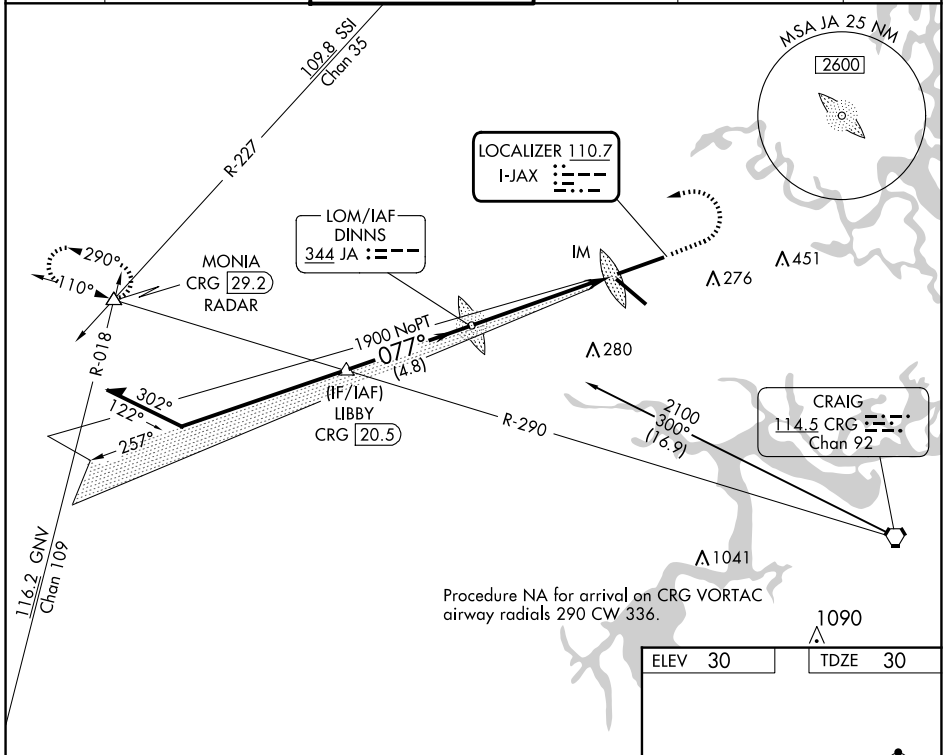 109.8 SSI
Chan 35
MSA JA 25 NM
2600
R-227
LOCALIZER 110.7
I-JAX
LOM/IAF
DINNS
344 JA
IM
290°
110°
MONIA
CRG 29.2
RADAR
451
276
R-018
1900 NoPT
077°
(4.8)
280
302°
122°
257°
(IF/IAF)
LIBBY
CRG 20.5
R-290
2100
300°
(16.9)
CRAIG
114.5 CRG
Chan 92
116.2 GNV
Chan 109
1041
Procedure NA for arrival on CRG VORTAC
airway radials 290 CW 336.
1090
ELEV 30
TDZE 30